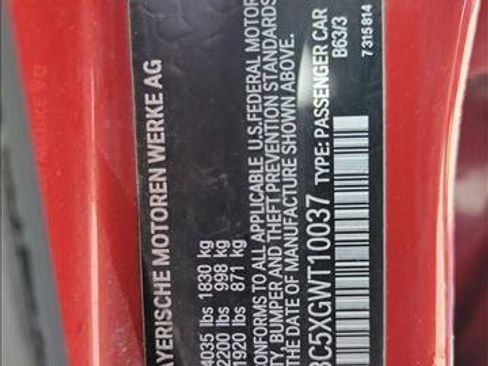 AYERISCHE MOTOREN WERKE AG
4035 lbs 1830 kg
2200 lbs 998 kg
1920 lbs 871 kg
CONFORMS TO ALL APPLICABLE U.S.FEDERAL MOTOR
TY, BUMPER AND THEFT PREVENTION STANDARDS
DATE OF MANUFACTURE SHOWN ABOVE.
3C5XGWT10037 TYPE: PASSENGER CAR
B63/3
7315814